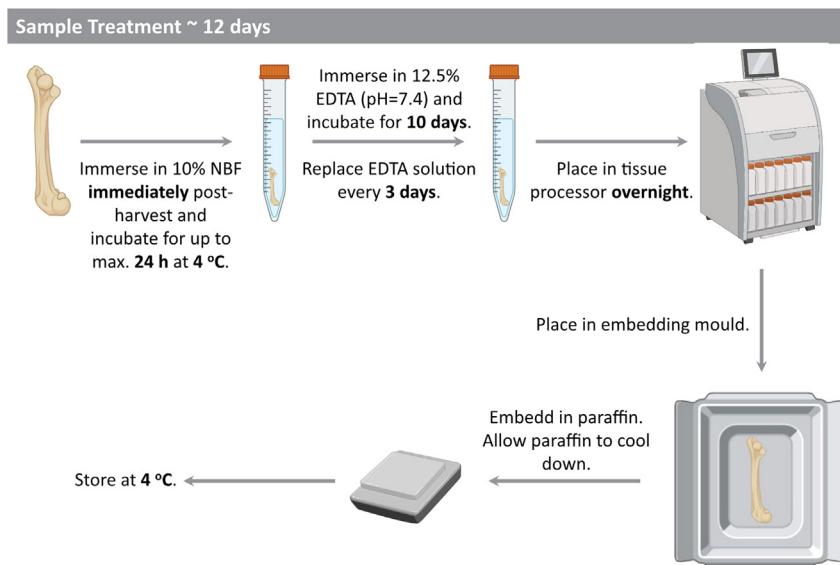 Sample Treatment ~ 12 days
Immerse in 10% NBF
immediately post-
harvest and
incubate for up to
max. 24 h at 4 °C.
Immerse in 12.5%
EDTA (pH=7.4) and
incubate for 10 days.
Replace EDTA solution
every 3 days.
Place in tissue
processor overnight.
Place in embedding mould.
Embedd in paraffin.
Allow paraffin to cool
down.
Store at 4 °C.